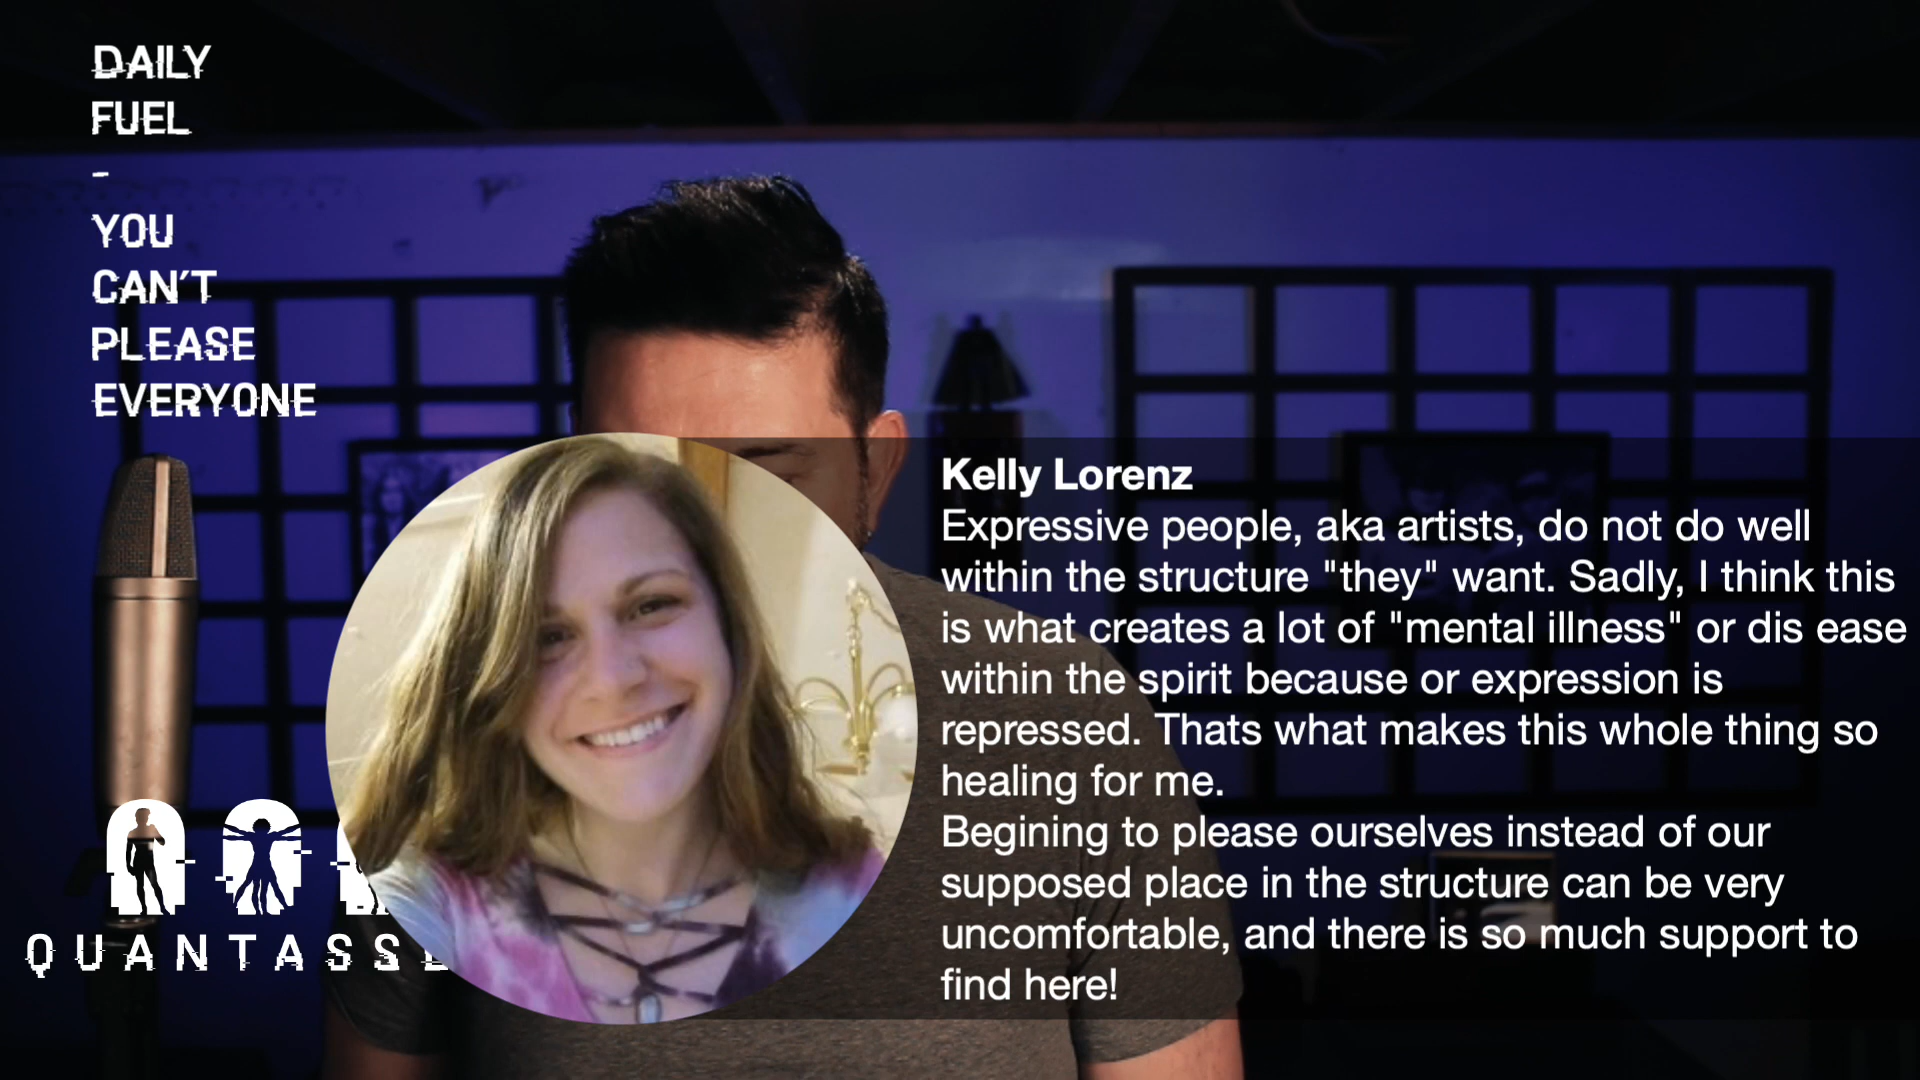 DAILY
FUEL
-
YOU
CAN'T
PLEASE
EVERYONE
Kelly Lorenz
Expressive people, aka artists, do not do well
within the structure "they" want. Sadly, I think this
is what creates a lot of "mental illness" or dis ease
within the spirit because or expression is
repressed. Thats what makes this whole thing so
healing for me.
Begining to please ourselves instead of our
supposed place in the structure can be very
uncomfortable, and there is so much support to
find here!